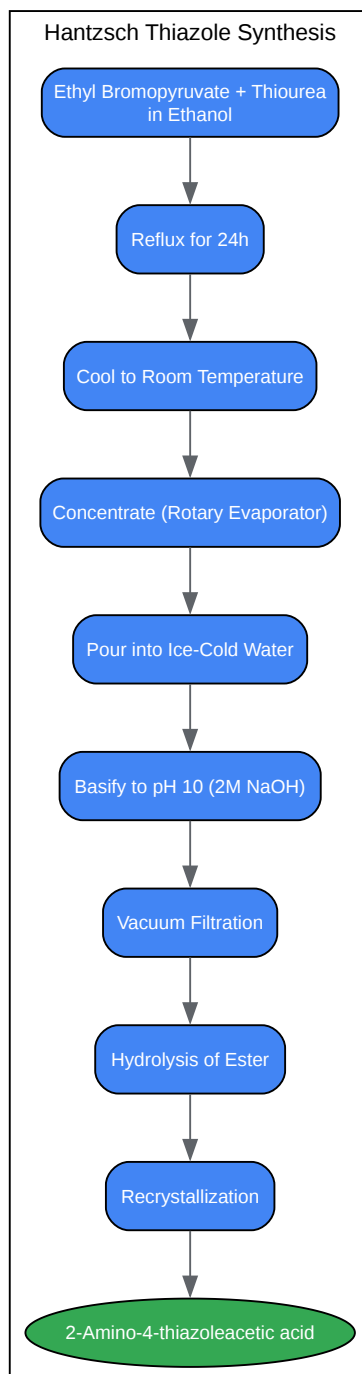 Hantzsch Thiazole Synthesis
Ethyl Bromopyruvate + Thiourea
in Ethanol
Reflux for 24h
Cool to Room Temperature
Concentrate (Rotary Evaporator)
Pour into Ice-Cold Water
Basify to pH 10 (2M NaOH)
Vacuum Filtration
Hydrolysis of Ester
Recrystallization
2-Amino-4-thiazoleacetic acid